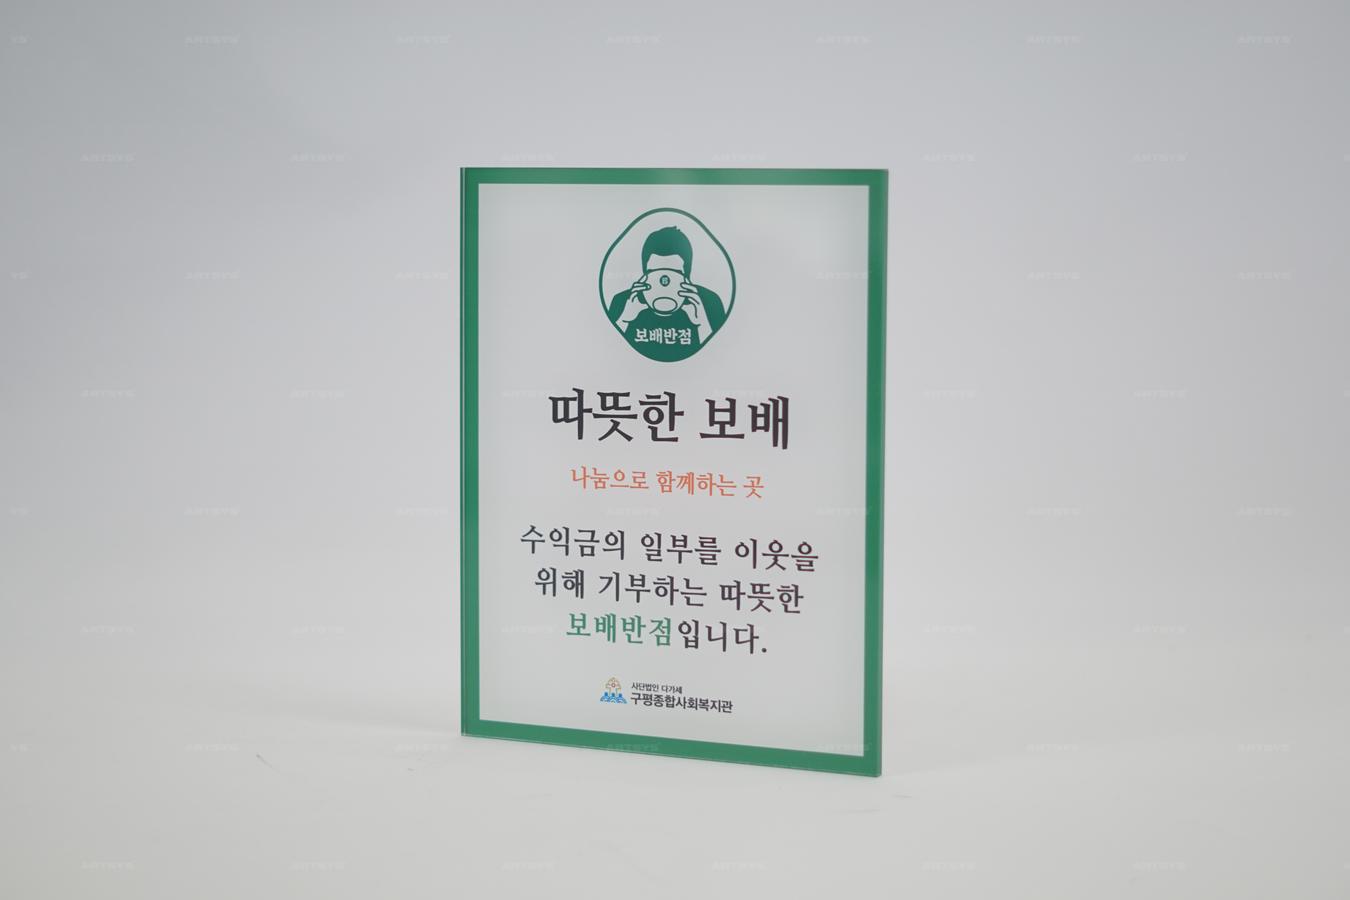 보배반점
따뜻한 보배
나눔으로 함께하는 곳
수익금의 일부를 이웃을
위해 기부하는 따뜻한
보배반점입니다.
사단법인 다가세
구평종합사회복지관
ARTSYS